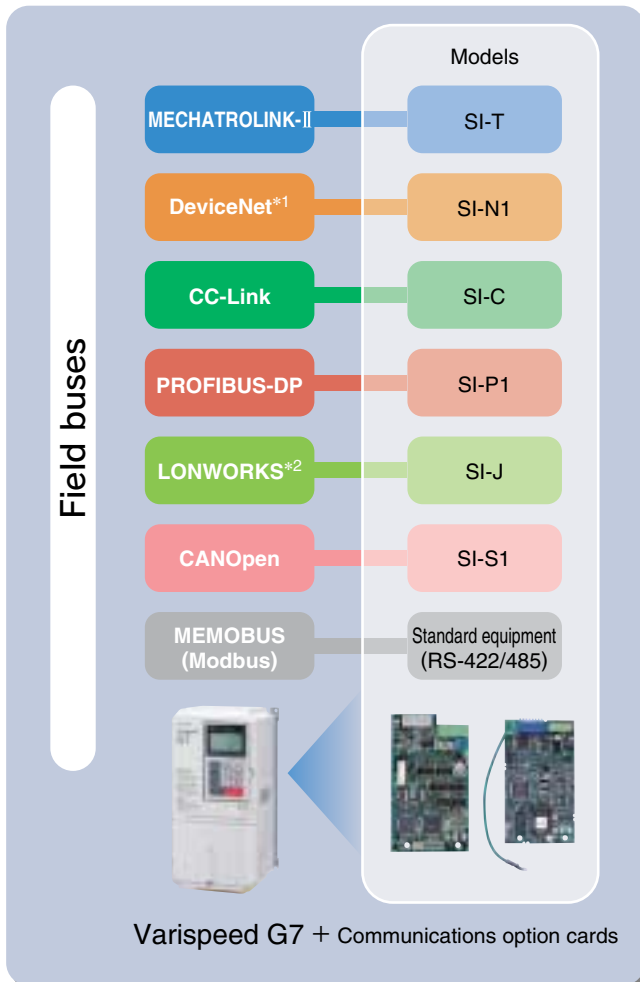 Models
Field buses
MECHATROLINK-Ⅱ
SI-T
DeviceNet*1
SI-N1
CC-Link
SI-C
PROFIBUS-DP
SI-P1
LONWORKS*2
SI-J
CANOpen
SI-S1
MEMOBUS
(Modbus)
Standard equipment
(RS-422/485)
Varispeed G7 + Communications option cards